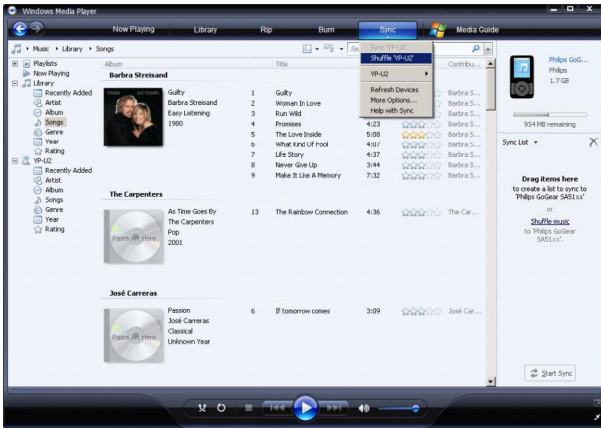 Windows Media Player
Now Playing Library Rip Burn Sync Media Guide
Music Library Songs
Sync 'YP-U2'
Shuffle 'YP-U2'
YP-U2
Refresh Devices
More Options...
Help with Sync
Playlists
Now Playing
Library
Recently Added
Artist
Album
Songs
Genre
Year
Rating
YP-U2
Recently Added
Artist
Album
Songs
Genre
Year
Rating
Album Title Contribu...
Barbra Streisand
Guilty
Barbra Streisand
Easy Listening
1980
1 Guilty Barbra S...
2 Woman In Love Barbra S...
3 Run Wild Barbra S...
4 Promises 4:23 Barbra S...
5 The Love Inside 5:08 Barbra S...
6 What Kind Of Fool 4:07 Barbra S...
7 Life Story 4:37 Barbra S...
8 Never Give Up 3:44 Barbra S...
9 Make It Like A Memory 7:32 Barbra S...
The Carpenters
Paste Art Here
As Time Goes By
The Carpenters
Pop
2001
13 The Rainbow Connection 4:36 The Car...
José Carreras
Paste Art Here
Passion
José Carreras
Classical
Unknown Year
6 If tomorrow comes 3:09 José Car...
Philips GoG...
Philips
1.7 GB
954 MB remaining
Sync List
Drag items here
to create a list to sync to
'Philips GoGear SA51xx'
or
Shuffle music
to 'Philips GoGear
SA51xx'.
Start Sync